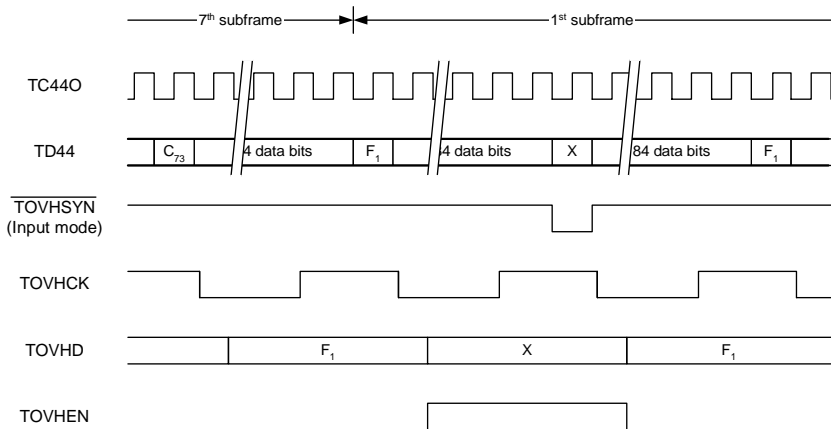 7th subframe 1st subframe
TC44O
TD44 C73 4 data bits F1 4 data bits X 84 data bits F1
TOVHSYN
(Input mode)
TOVHCK
TOVHD F1 X F1
TOVHEN